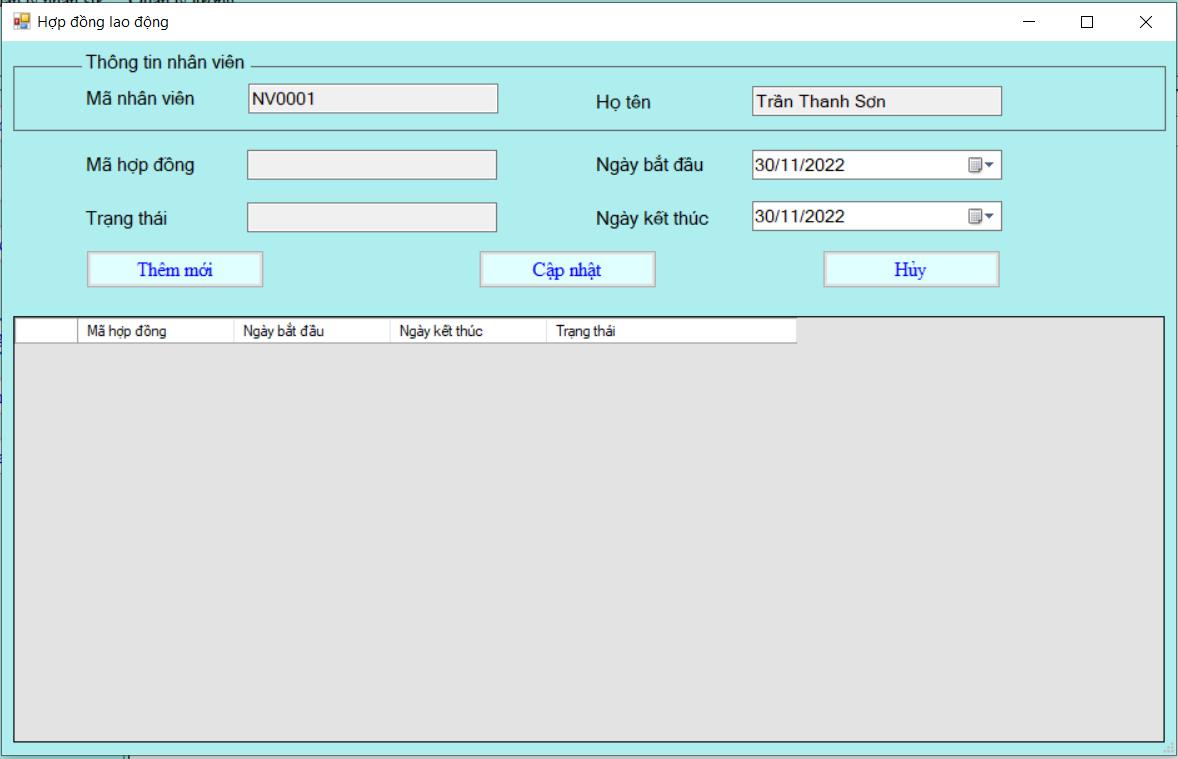 Hợp đồng lao động
Thông tin nhân viên
Mã nhân viên NV0001 Họ tên Trần Thanh Sơn
Mã hợp đồng Ngày bắt đầu 30/11/2022
Trạng thái Ngày kết thúc 30/11/2022
Thêm mới Cập nhật Hủy
Mã hợp đồng Ngày bắt đầu Ngày kết thúc Trạng thái